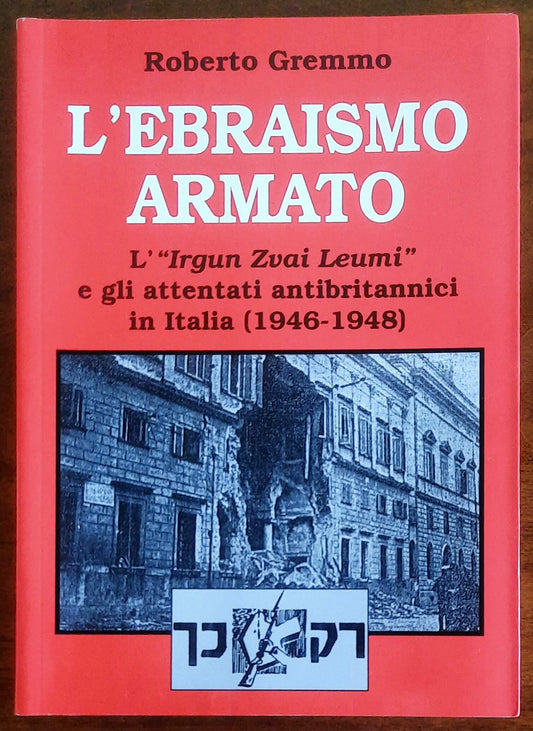 Roberto Gremmo
L'EBRAISMO
ARMATO
L' "Irgun Zvai Leumi"
e gli attentati antibritannici
in Italia (1946-1948)
רק כך